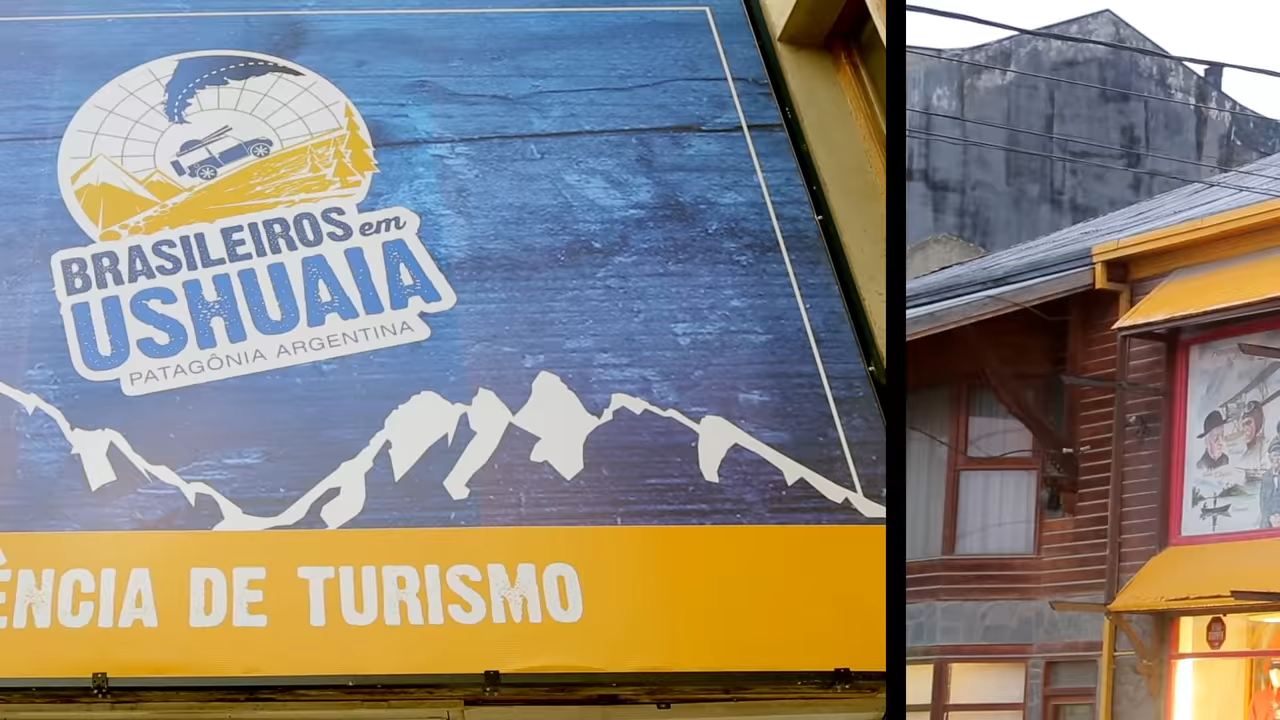 BRASILEIROS em
USHUAIA
PATAGÔNIA ARGENTINA
ÊNCIA DE TURISMO